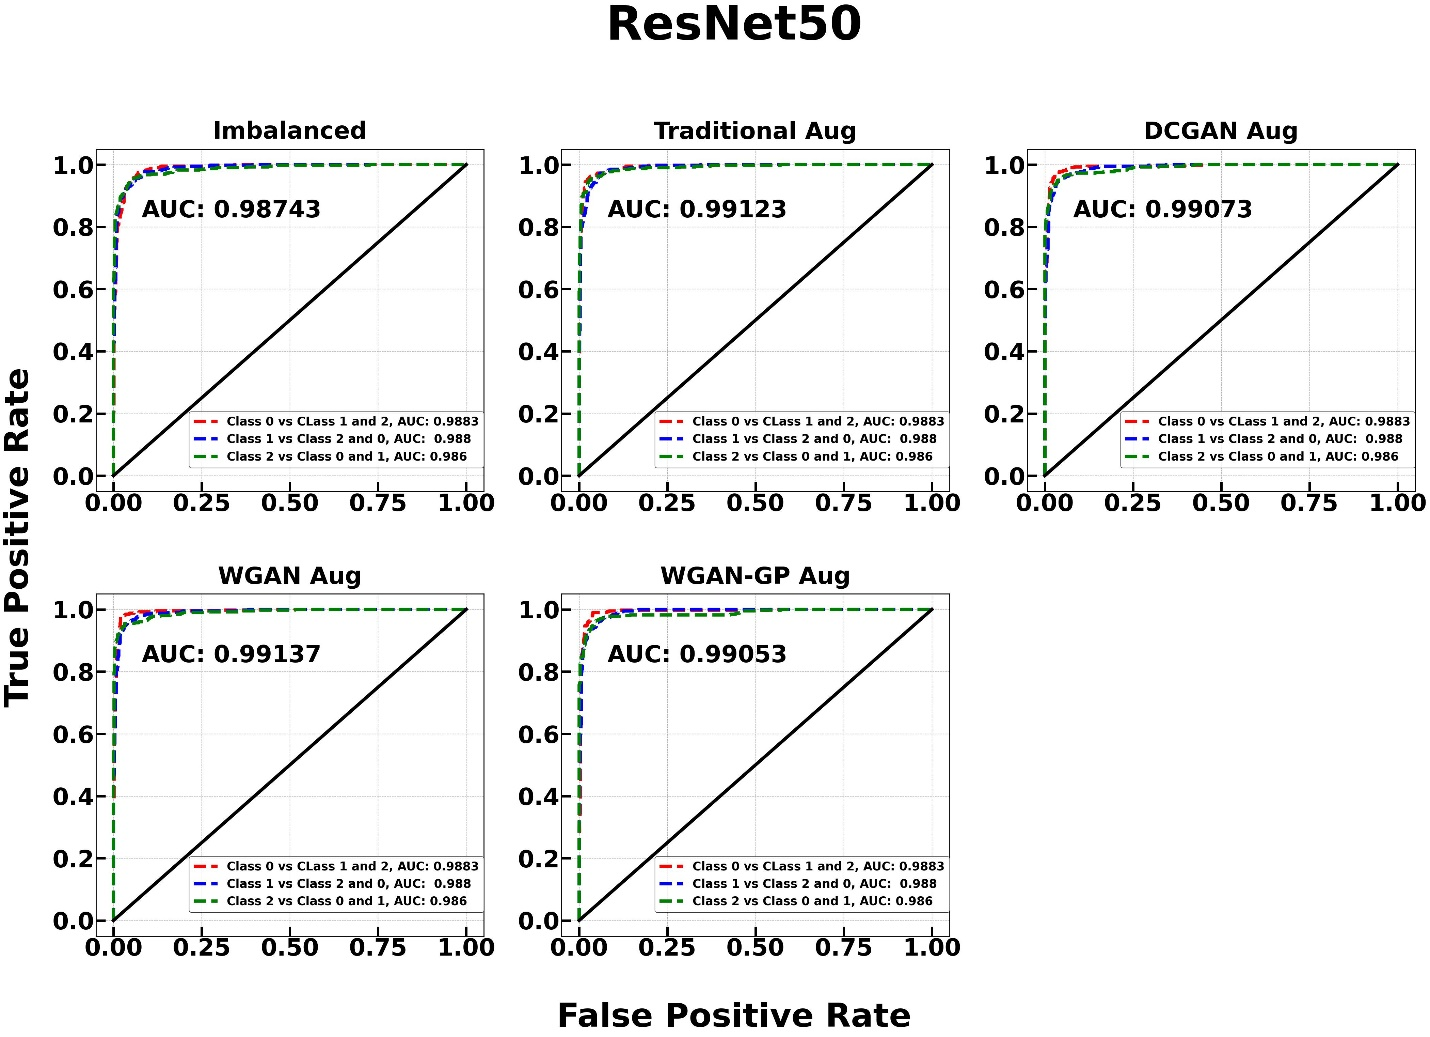 ResNet50
Imbalanced
1.0
0.8
0.6
0.4
0.2
0.0
AUC: 0.98743
Class 0 vs CLass 1 and 2, AUC: 0.9883
Class 1 vs Class 2 and 0, AUC:  0.988
Class 2 vs Class 0 and 1, AUC: 0.986
0.00 0.25 0.50 0.75 1.00
Traditional Aug
1.0
0.8
0.6
0.4
0.2
0.0
AUC: 0.99123
Class 0 vs CLass 1 and 2, AUC: 0.9883
Class 1 vs Class 2 and 0, AUC:  0.988
Class 2 vs Class 0 and 1, AUC: 0.986
0.00 0.25 0.50 0.75 1.00
DCGAN Aug
1.0
0.8
0.6
0.4
0.2
0.0
AUC: 0.99073
Class 0 vs CLass 1 and 2, AUC: 0.9883
Class 1 vs Class 2 and 0, AUC:  0.988
Class 2 vs Class 0 and 1, AUC: 0.986
0.00 0.25 0.50 0.75 1.00
True Positive Rate
WGAN Aug
1.0
0.8
0.6
0.4
0.2
0.0
AUC: 0.99137
Class 0 vs CLass 1 and 2, AUC: 0.9883
Class 1 vs Class 2 and 0, AUC:  0.988
Class 2 vs Class 0 and 1, AUC: 0.986
0.00 0.25 0.50 0.75 1.00
WGAN-GP Aug
1.0
0.8
0.6
0.4
0.2
0.0
AUC: 0.99053
Class 0 vs CLass 1 and 2, AUC: 0.9883
Class 1 vs Class 2 and 0, AUC:  0.988
Class 2 vs Class 0 and 1, AUC: 0.986
0.00 0.25 0.50 0.75 1.00
False Positive Rate